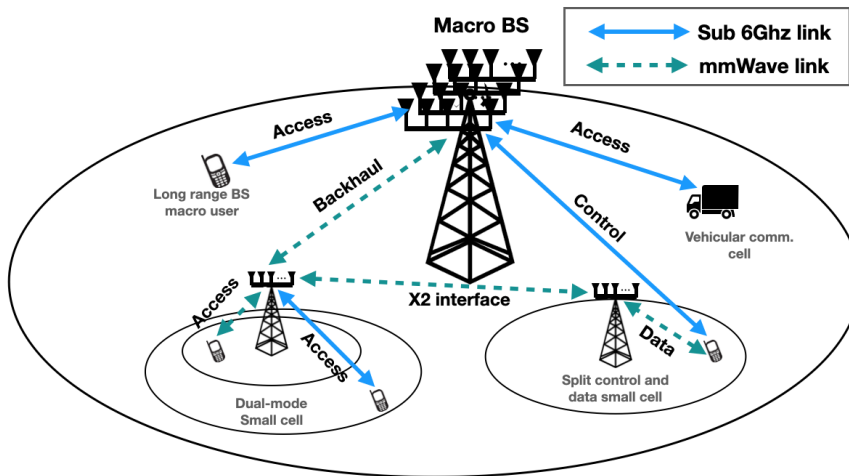 Macro BS
Sub 6Ghz link
mmWave link
Access
Access
Long range BS
macro user
Backhaul
Control
Vehicular comm.
cell
X2 interface
Access
Access
Data
Dual-mode
Small cell
Split control and
data small cell